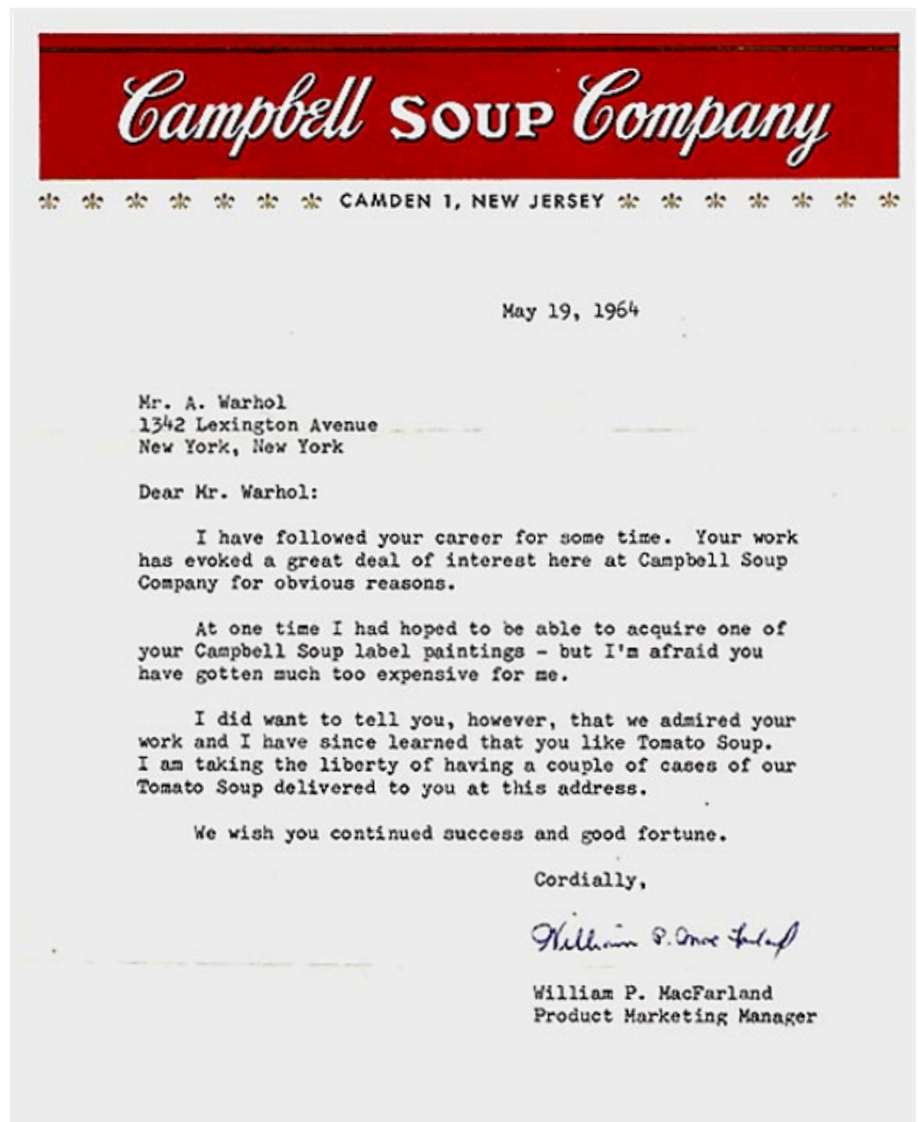 Campbell SOUP Company
CAMDEN 1, NEW JERSEY
May 19, 1964
Mr. A. Warhol
1342 Lexington Avenue
New York, New York
Dear Mr. Warhol:
I have followed your career for some time. Your work
has evoked a great deal of interest here at Campbell Soup
Company for obvious reasons.
At one time I had hoped to be able to acquire one of
your Campbell Soup label paintings - but I'm afraid you
have gotten much too expensive for me.
I did want to tell you, however, that we admired your
work and I have since learned that you like Tomato Soup.
I am taking the liberty of having a couple of cases of our
Tomato Soup delivered to you at this address.
We wish you continued success and good fortune.
Cordially,
William P. MacFarland
William P. MacFarland
Product Marketing Manager